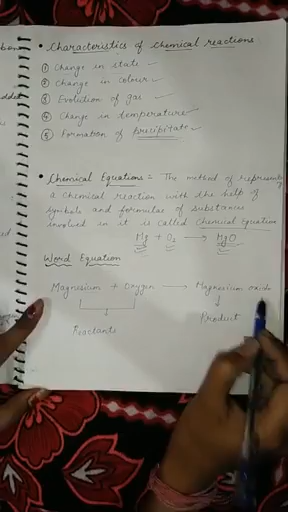 • Characteristics of chemical reactions:
① Change in state
② Change in colour
③ Evolution of gas
④ Change in temperature
⑤ Formation of precipitate
• Chemical Equations :- The method of
a chemical reaction with the help of
symbols and formulae of substances
involved in it is called Chemical Equation
Mg + O₂ → MgO
Word Equation
Magnesium + Oxygen → Magnesium oxide
Reactants
Product